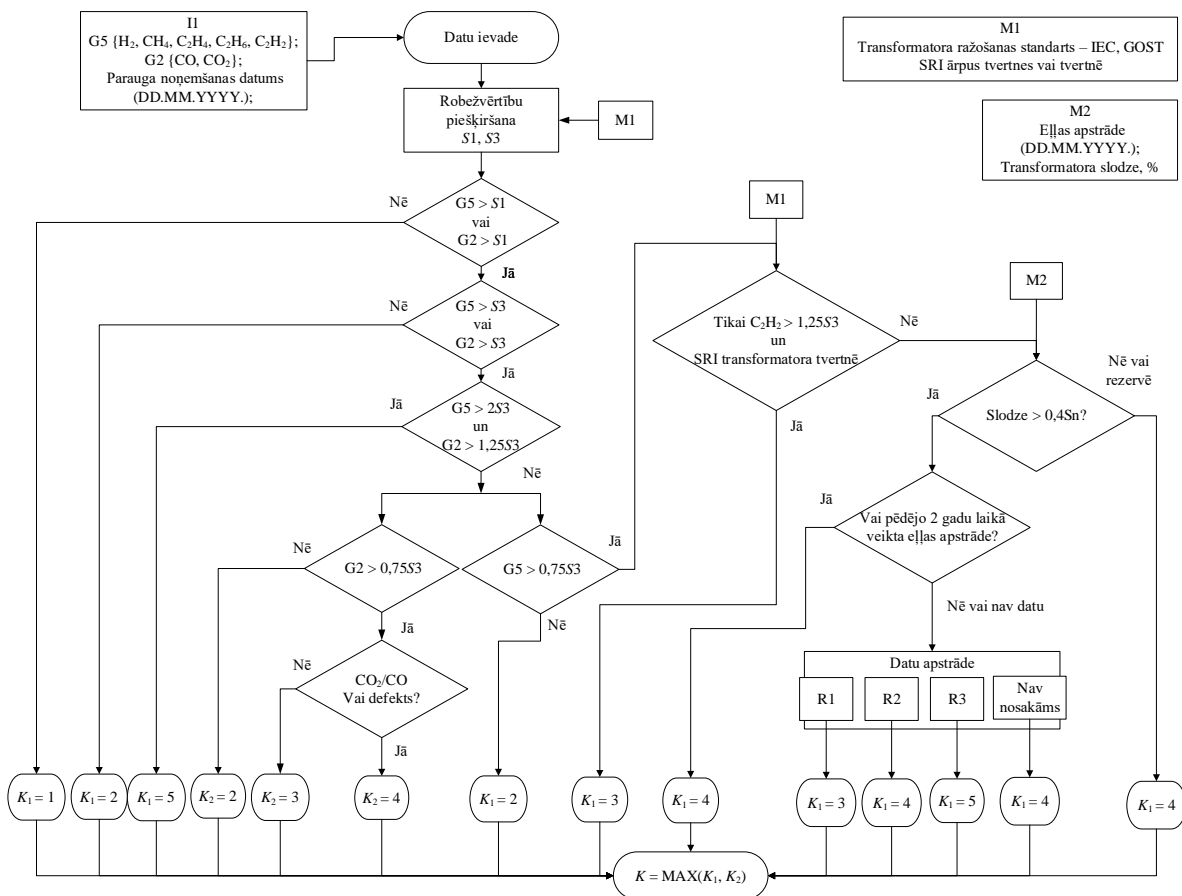 I1
G5 {H₂, CH₄, C₂H₄, C₂H₆, C₂H₂};
G2 {CO, CO₂};
Parauga noņemšanas datums
(DD.MM.YYYY.);
Datu ievade
M1
Transformatora ražošanas standarts – IEC, GOST
SRI ārpus tvertnes vai tvertnē
Robežvērtību
piešķiršana
S1, S3
M1
M2
Eļļas apstrāde
(DD.MM.YYYY.);
Transformatora slodze, %
Nē
G5 > S1
vai
G2 > S1
Jā
M1
Nē
G5 > S3
vai
G2 > S3
Jā
M2
Tikai C₂H₂ > 1,25S3
un
SRI transformatora tvertnē
Nē
Jā
Nē vai
rezervē
Jā
G5 > 2S3
un
G2 > 1,25S3
Nē
Jā
Slodze > 0,4Sn?
Nē
G2 > 0,75S3
Jā
G5 > 0,75S3
Jā
Nē
Jā
Vai pēdējo 2 gadu laikā
veikta eļļas apstrāde?
Nē vai nav datu
Nē
CO₂/CO
Vai defekts?
Jā
Datu apstrāde
R1
R2
R3
Nav
nosakāms
K₁ = 1
K₁ = 2
K₁ = 5
K₂ = 2
K₂ = 3
K₂ = 4
K₁ = 2
K₁ = 3
K₁ = 4
K₁ = 3
K₁ = 4
K₁ = 5
K₁ = 4
K₁ = 4
K = MAX(K₁, K₂)